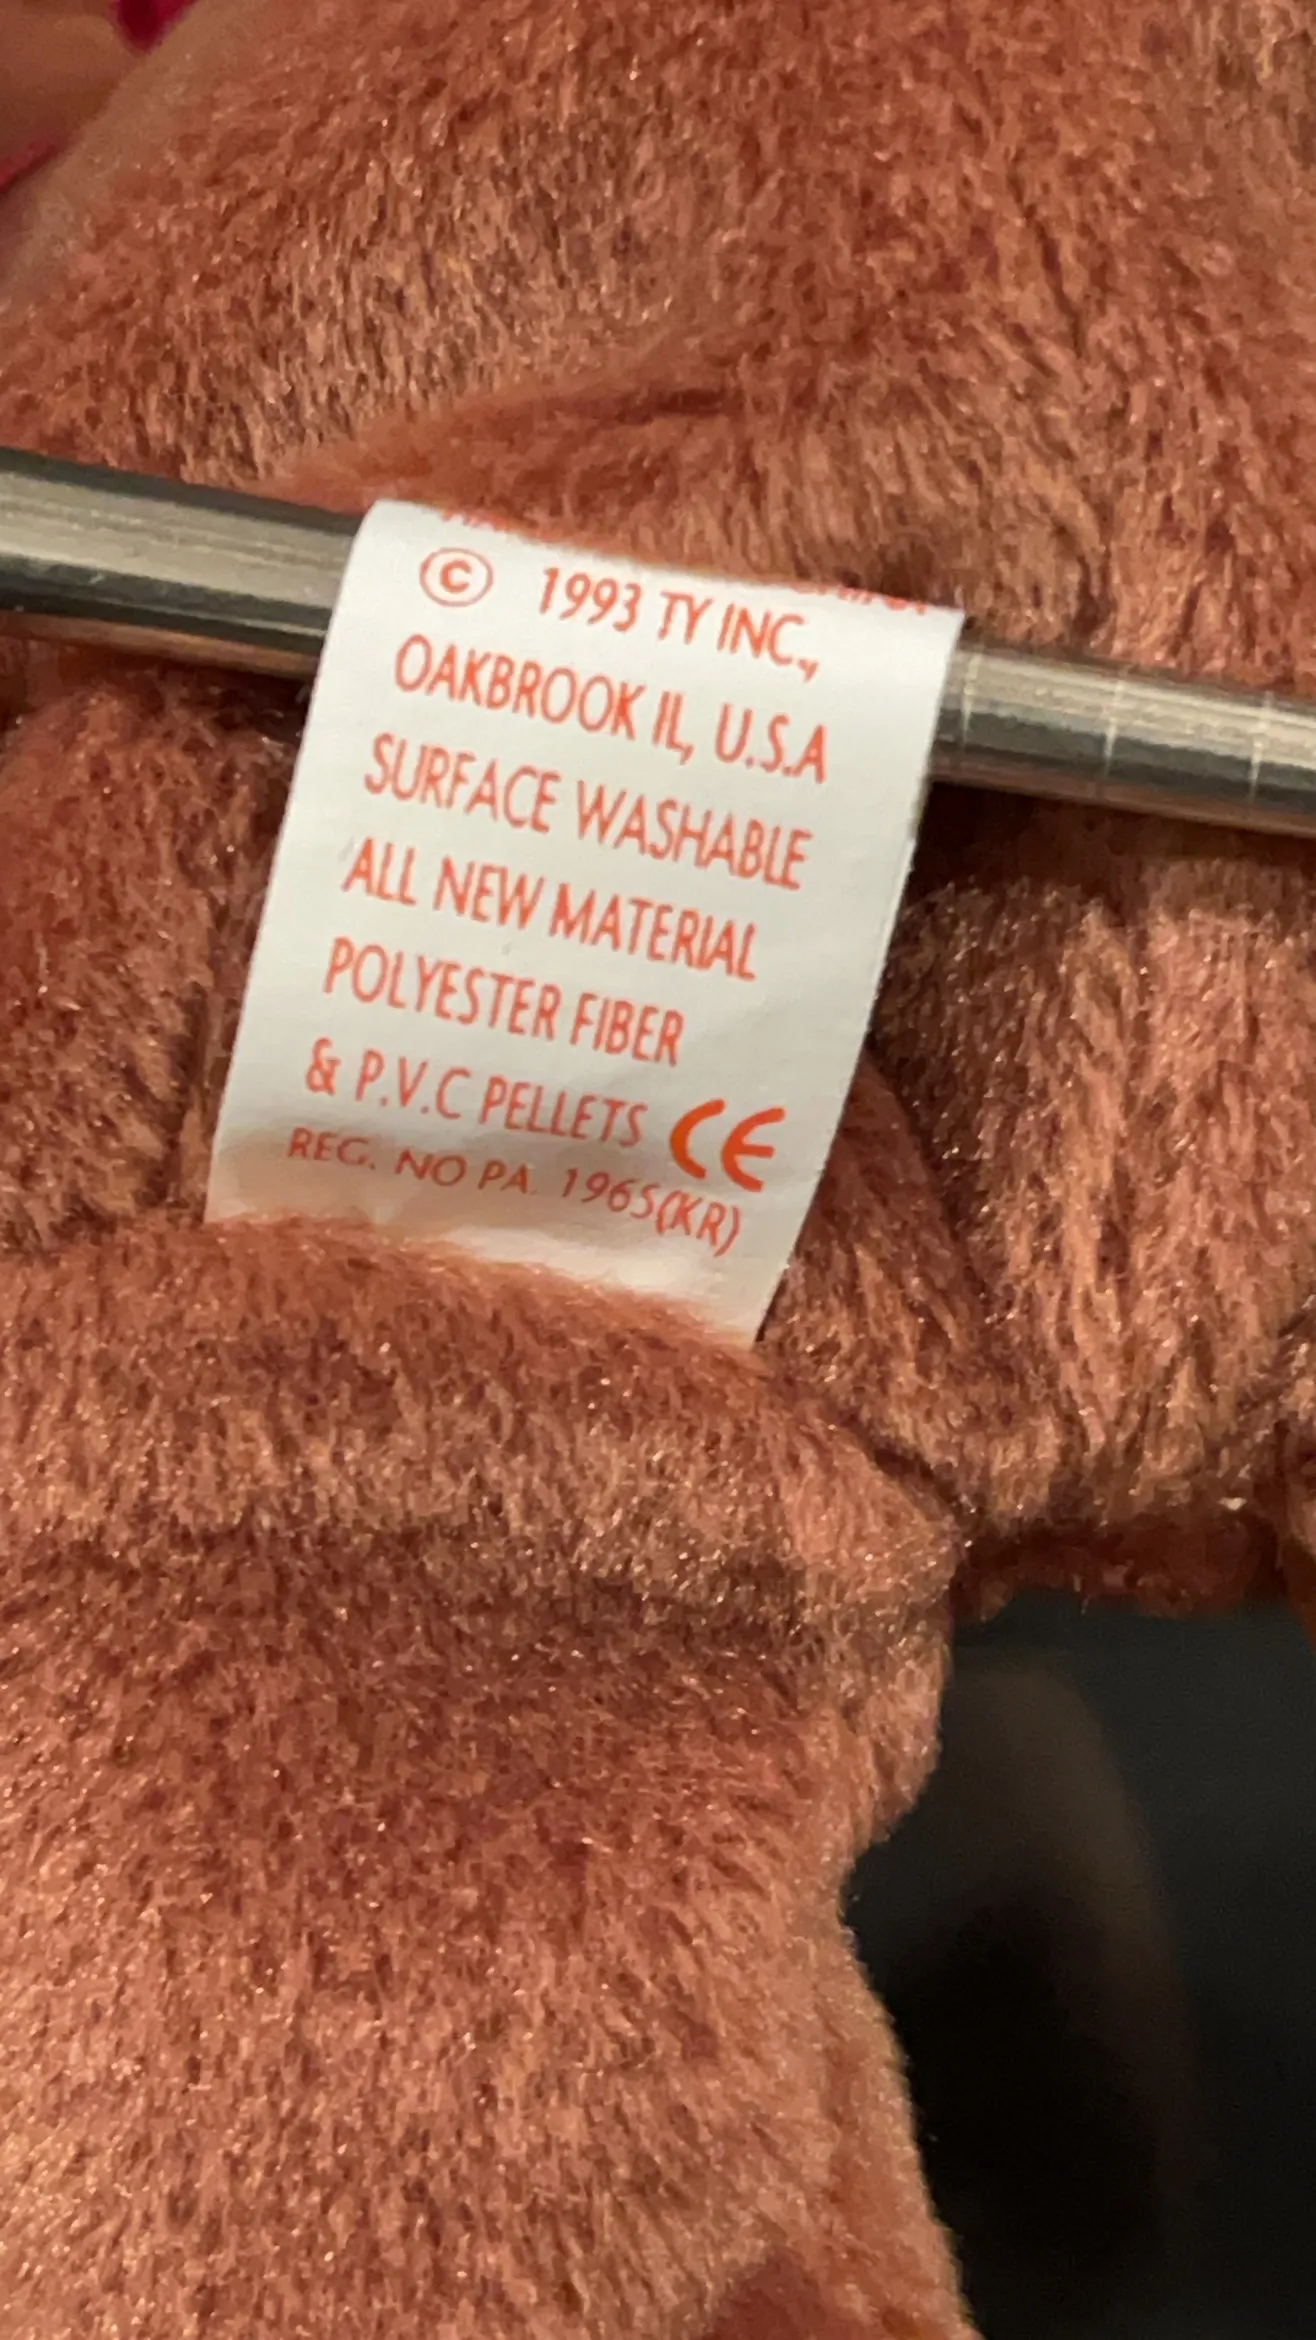 © 1993 TY INC.,
OAKBROOK IL, U.S.A
SURFACE WASHABLE
ALL NEW MATERIAL
POLYESTER FIBER
& P.V.C PELLETS CE
REG. NO PA. 1965(KR)